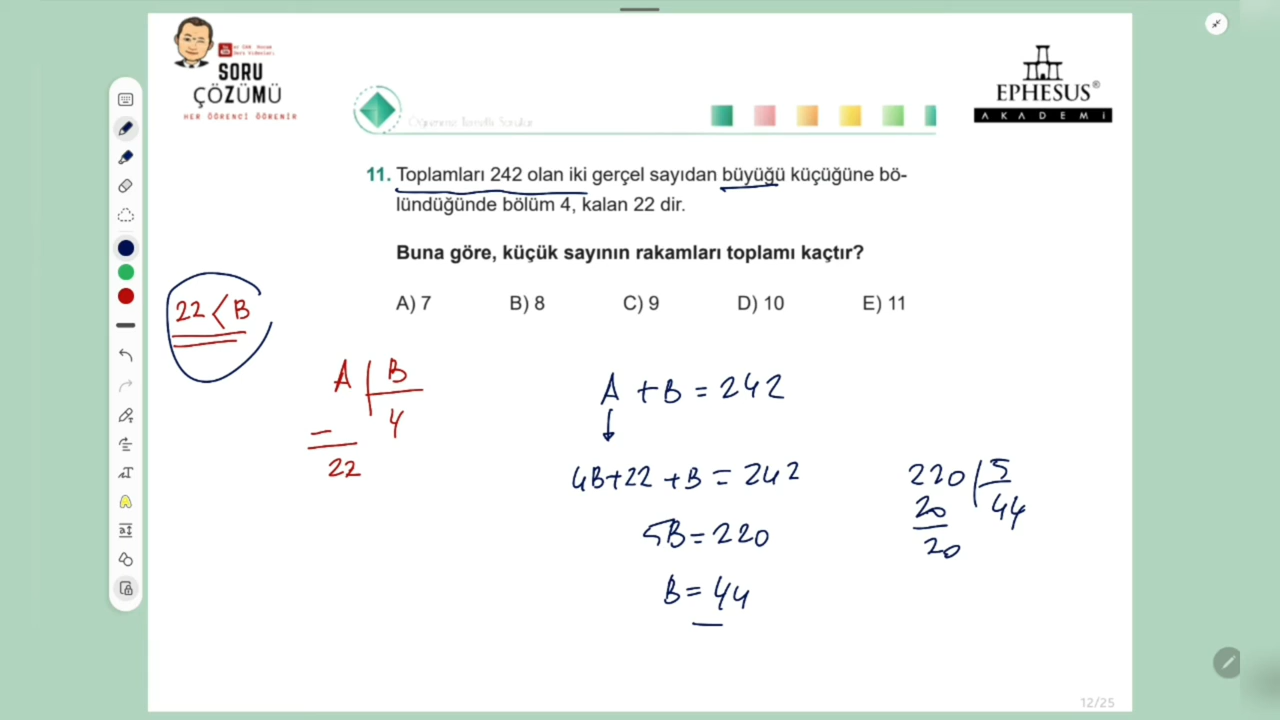 SORU
ÇÖZÜMÜ
HER ÖĞRENCİ ÖĞRENİR
EPHESUS®
AKADEMİ
11. Toplamları 242 olan iki gerçel sayıdan büyüğü küçüğüne bö-
lündüğünde bölüm 4, kalan 22 dir.
Buna göre, küçük sayının rakamları toplamı kaçtır?
A) 7 B) 8 C) 9 D) 10 E) 11
22 < B
A B
4
22
A + B = 242
4B+22 + B = 242
5B = 220
B = 44
220 5
20 44
20
12/25